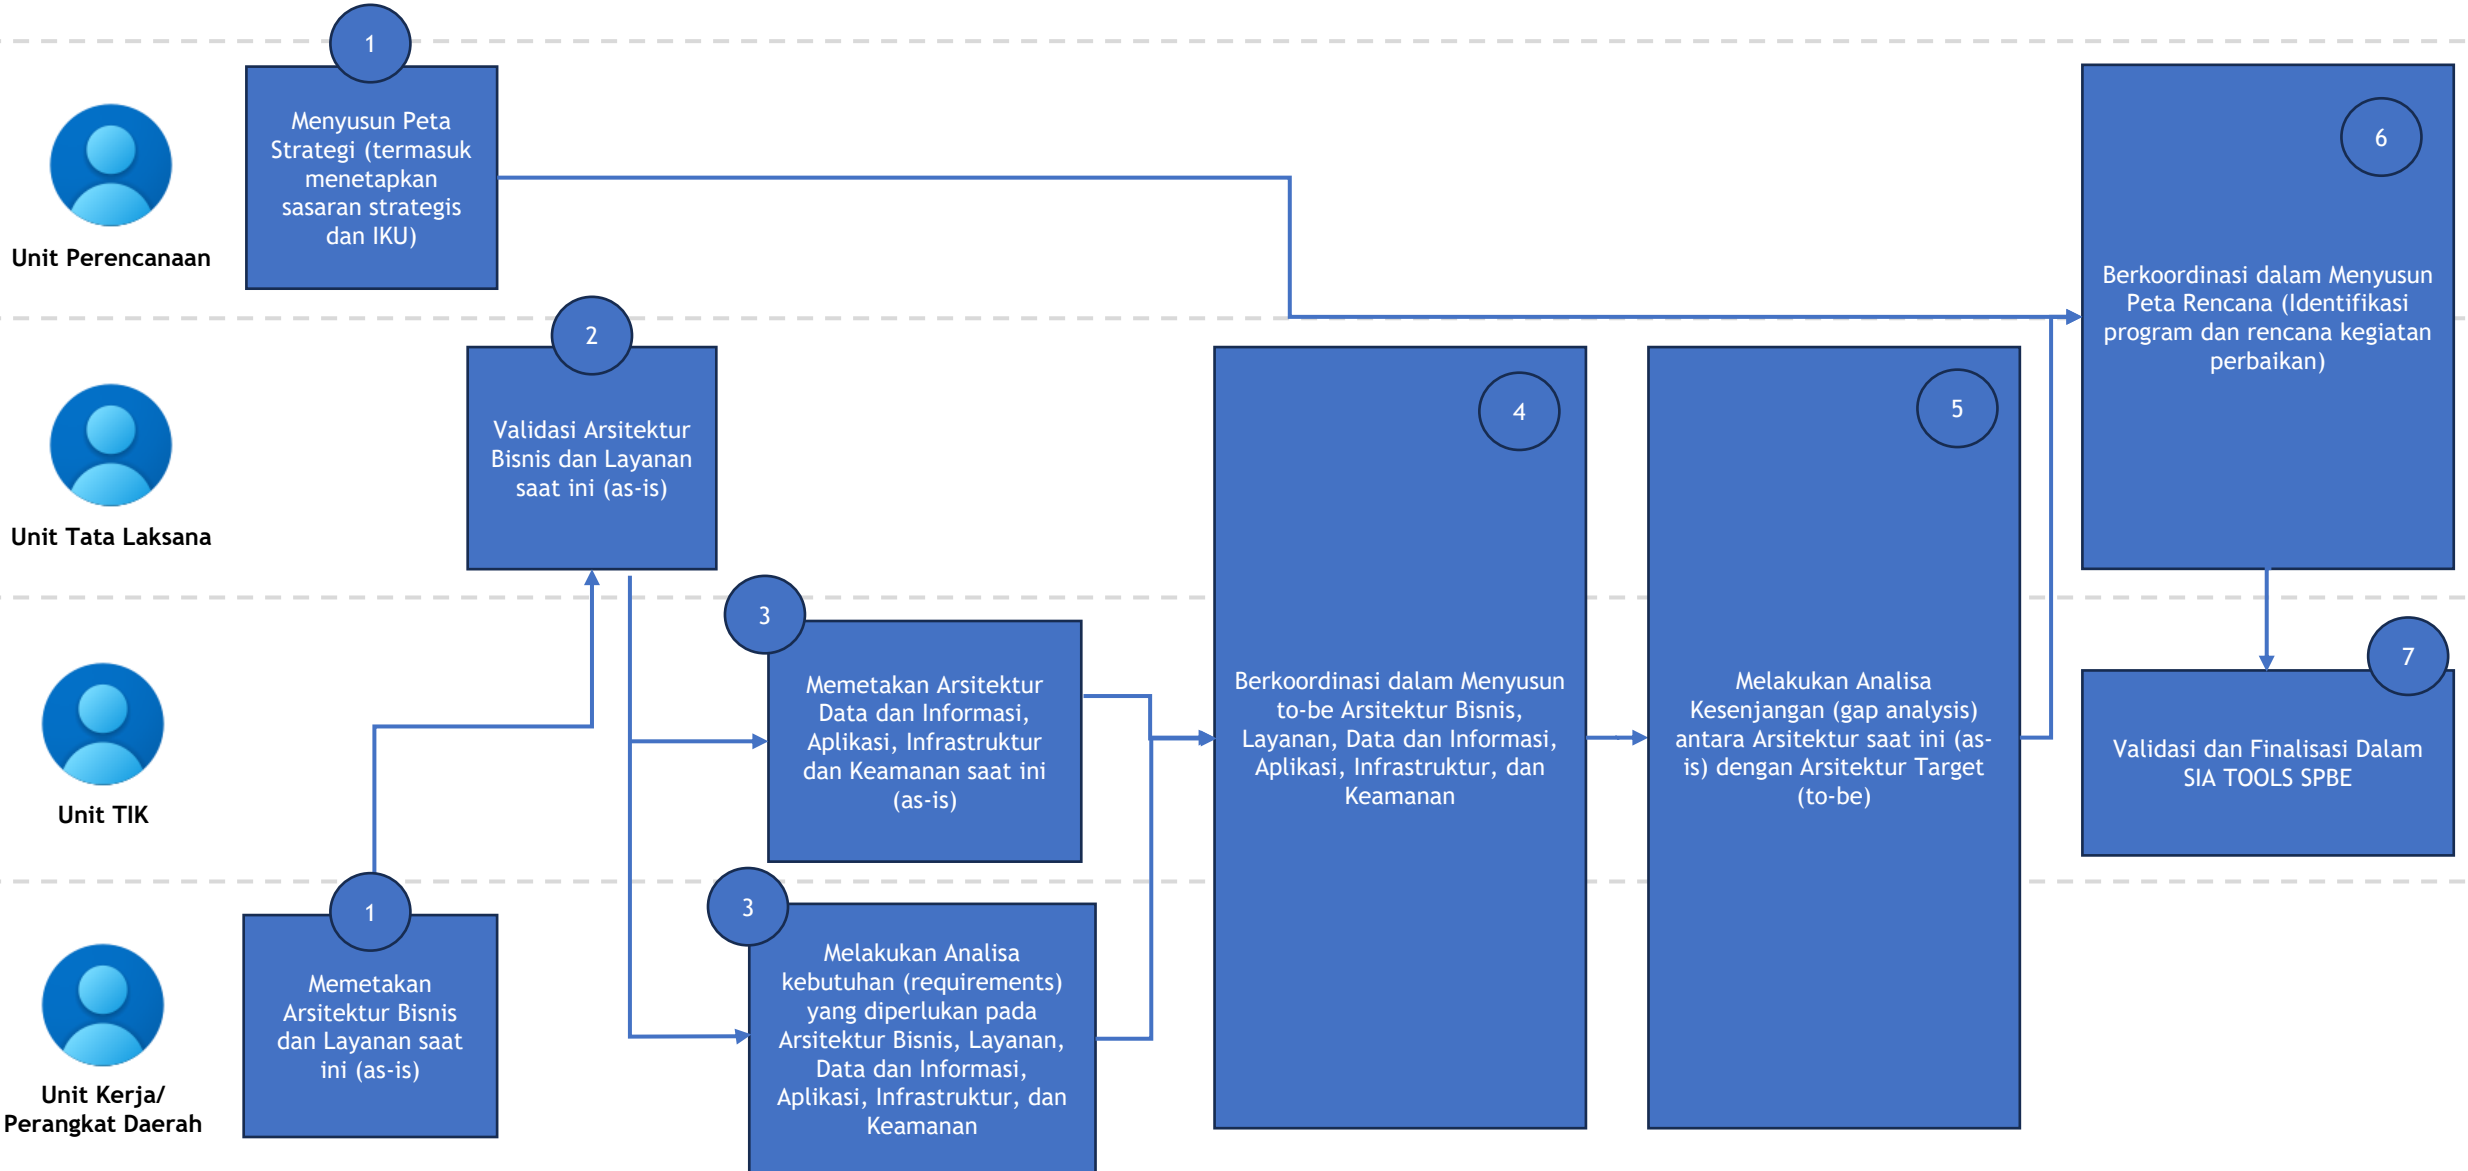 1
Menyusun Peta
Strategi (termasuk
menetapkan
sasaran strategis
dan IKU)
Unit Perencanaan
6
Berkoordinasi dalam Menyusun
Peta Rencana (Identifikasi
program dan rencana kegiatan
perbaikan)
2
Validasi Arsitektur
Bisnis dan Layanan
saat ini (as-is)
Unit Tata Laksana
4
Berkoordinasi dalam Menyusun
to-be Arsitektur Bisnis,
Layanan, Data dan Informasi,
Aplikasi, Infrastruktur, dan
Keamanan
5
Melakukan Analisa
Kesenjangan (gap analysis)
antara Arsitektur saat ini (as-
is) dengan Arsitektur Target
(to-be)
3
Memetakan Arsitektur
Data dan Informasi,
Aplikasi, Infrastruktur
dan Keamanan saat ini
(as-is)
Unit TIK
7
Validasi dan Finalisasi Dalam
SIA TOOLS SPBE
1
Memetakan
Arsitektur Bisnis
dan Layanan saat
ini (as-is)
Unit Kerja/
Perangkat Daerah
3
Melakukan Analisa
kebutuhan (requirements)
yang diperlukan pada
Arsitektur Bisnis, Layanan,
Data dan Informasi,
Aplikasi, Infrastruktur, dan
Keamanan